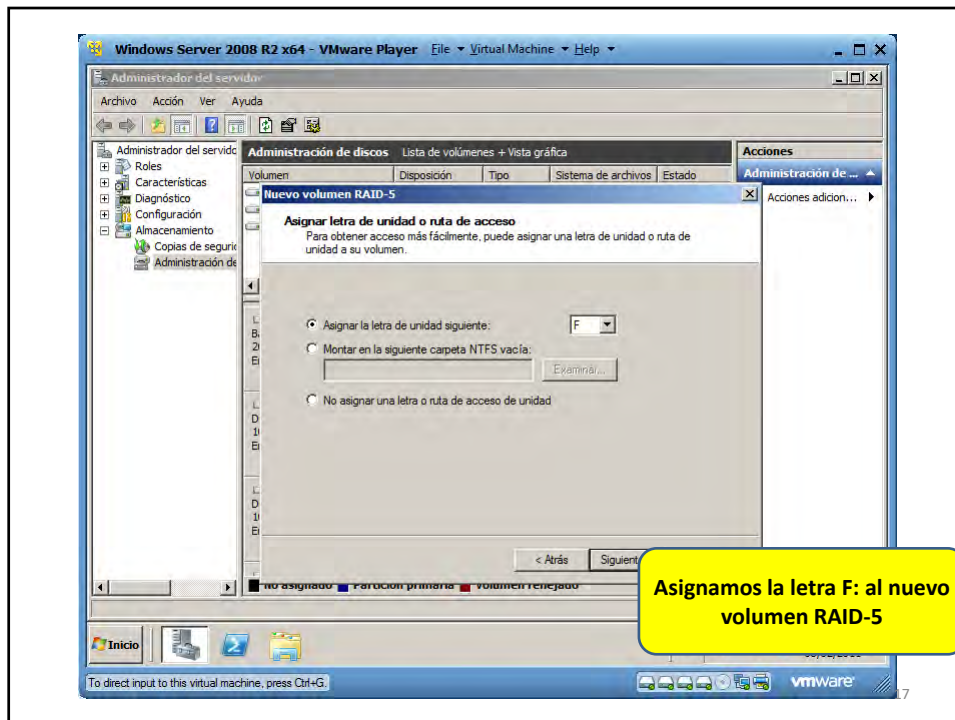 Windows Server 2008 R2 x64 - VMware Player File Virtual Machine Help
Administrador del servidor
Archivo Acción Ver Ayuda
Administrador del servidc
Roles
Características
Diagnóstico
Configuración
Almacenamiento
Copias de seguric
Administración de
Administración de discos Lista de volúmenes + Vista gráfica
Volumen Disposición Tipo Sistema de archivos Estado
Acciones
Administración de ...
Acciones adicion...
Nuevo volumen RAID-5
Asignar letra de unidad o ruta de acceso
Para obtener acceso más fácilmente, puede asignar una letra de unidad o ruta de
unidad a su volumen.
Asignar la letra de unidad siguiente: F
Montar en la siguiente carpeta NTFS vacía:
Examinar...
No asignar una letra o ruta de acceso de unidad
< Atrás Siguient
No asignado Partición primaria Volumen reflejado
Asignamos la letra F: al nuevo
volumen RAID-5
Inicio
To direct input to this virtual machine, press Ctrl+G.
vmware
17